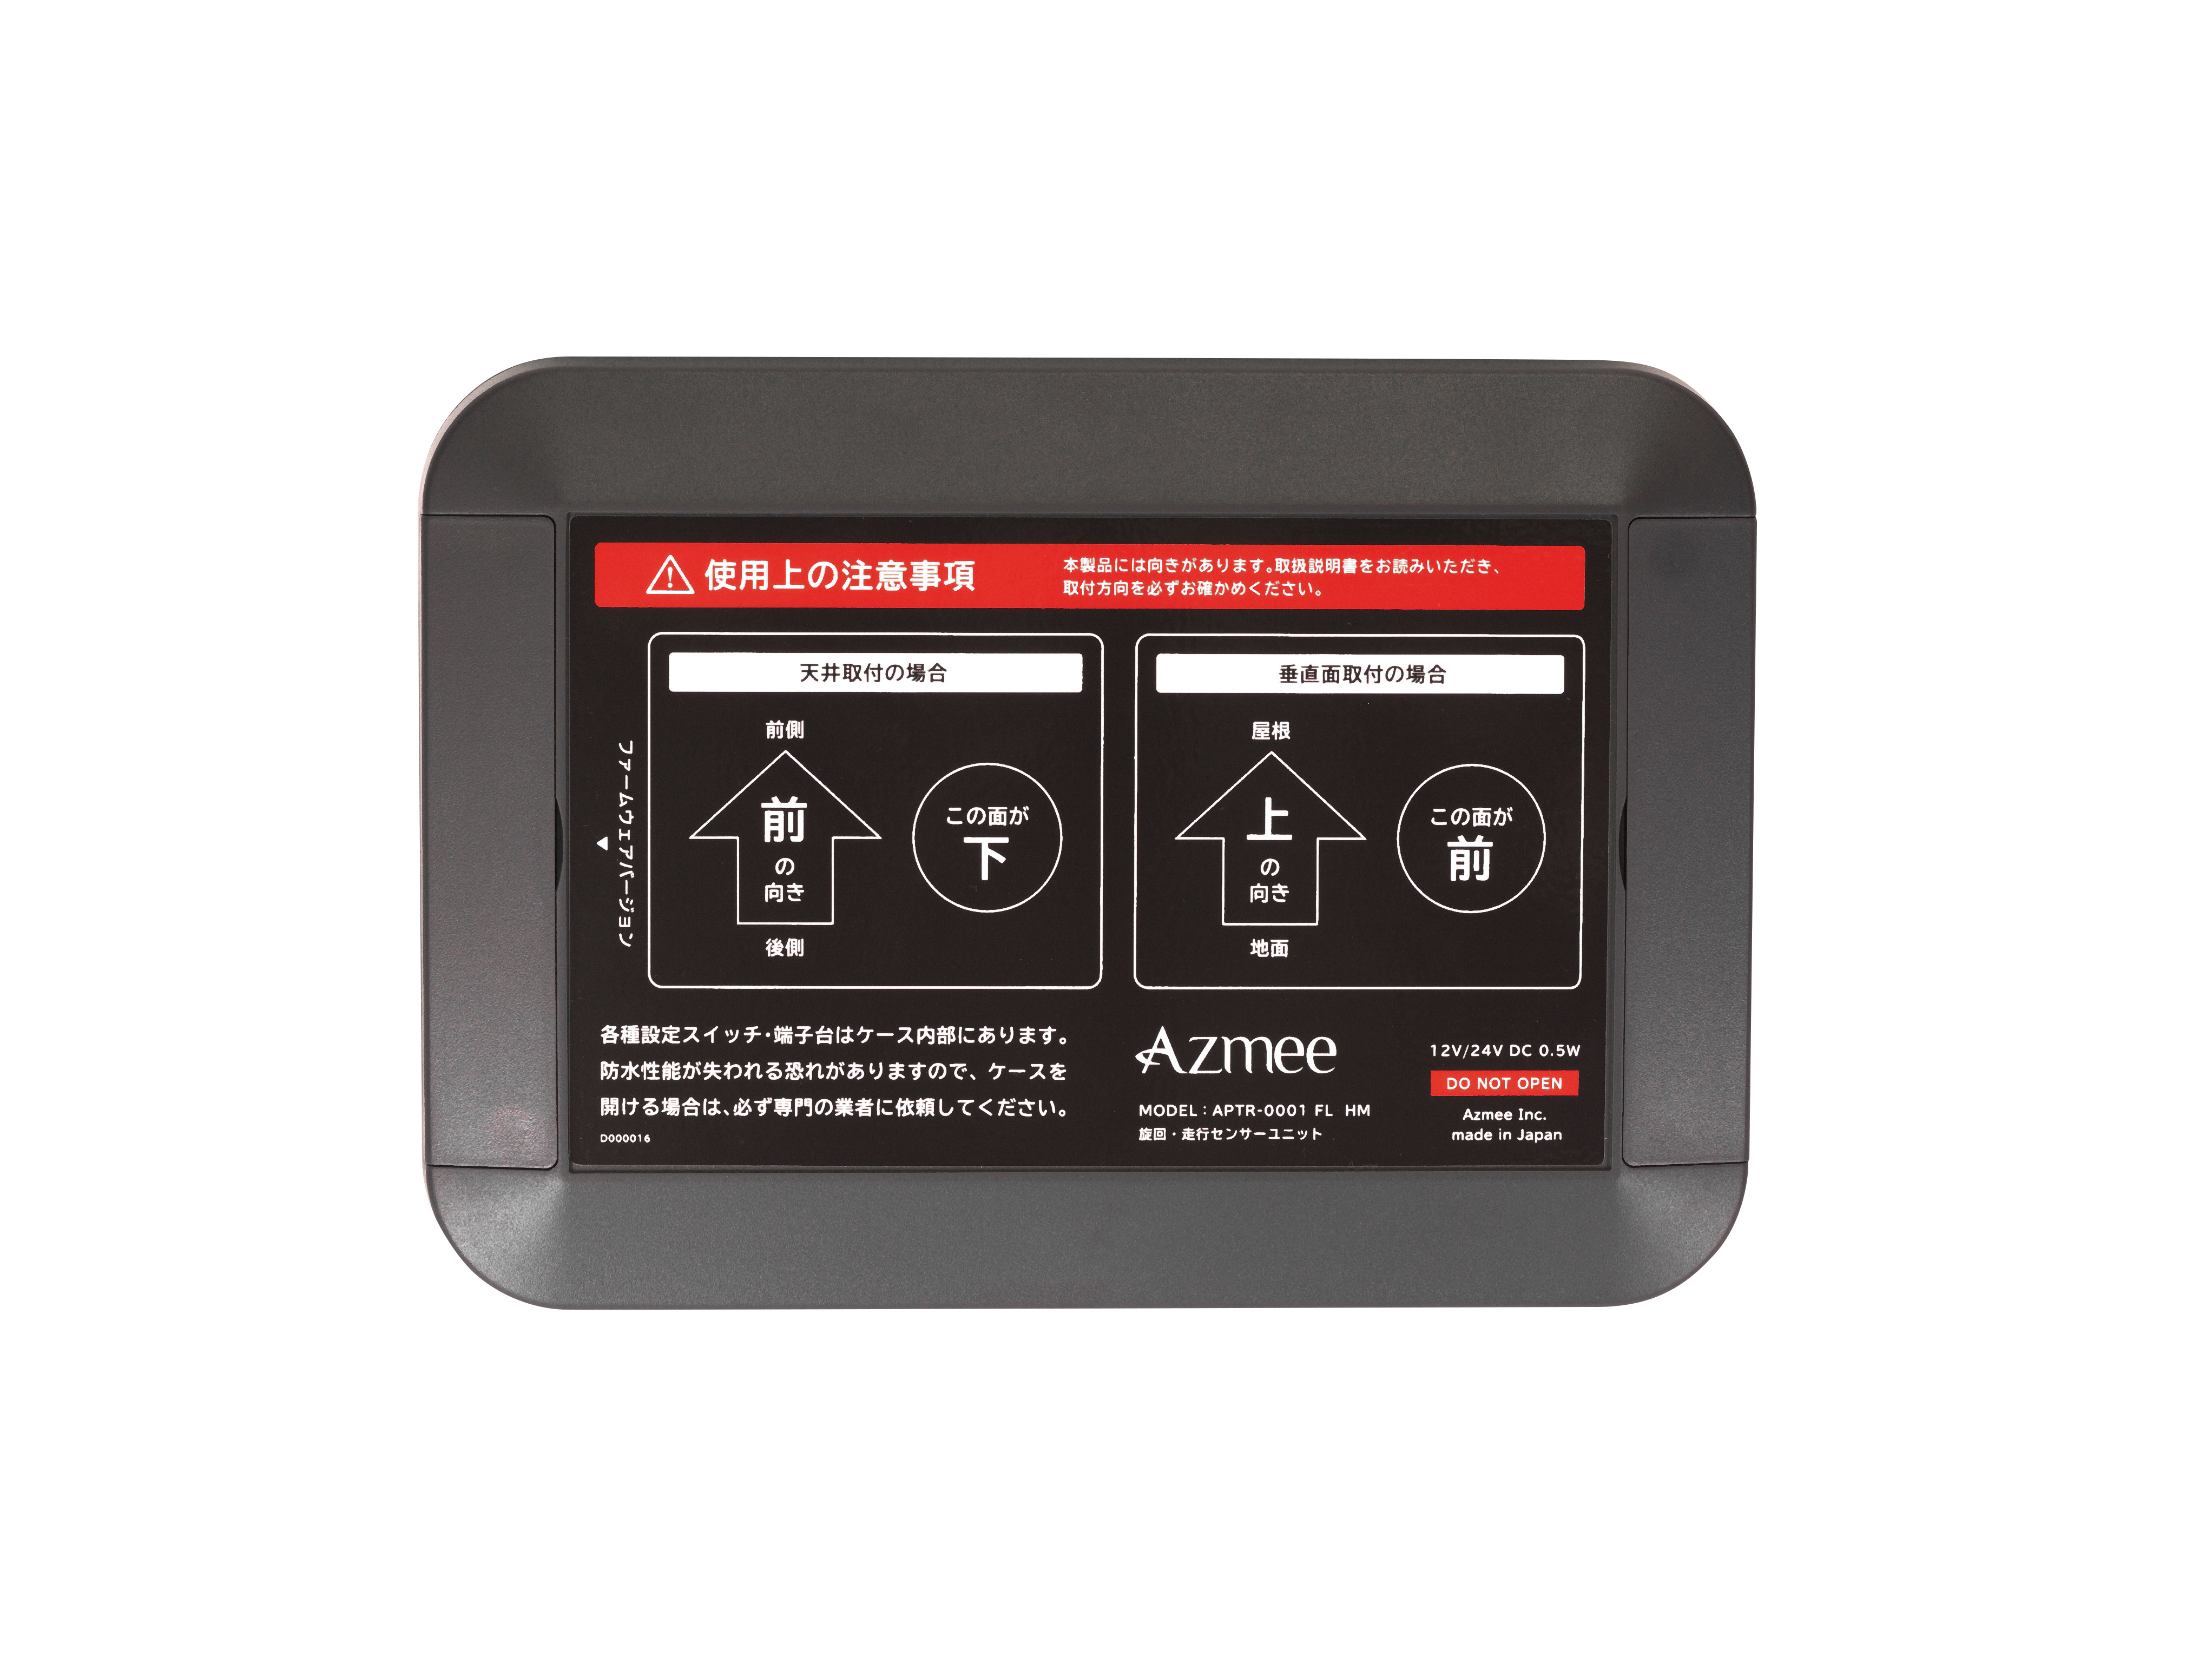 使用上の注意事項
本製品には向きがあります。取扱説明書をお読みいただき、
取付方向を必ずお確かめください。
ファームウェアバージョン
天井取付の場合
前側
前
の
向き
後側
この面が
下
垂直面取付の場合
屋根
上
の
向き
地面
この面が
前
各種設定スイッチ・端子台はケース内部にあります。
防水性能が失われる恐れがありますので、ケースを
開ける場合は、必ず専門の業者に依頼してください。
D000016
Azmee
MODEL：APTR-0001 FL HM
旋回・走行センサーユニット
12V/24V DC 0.5W
DO NOT OPEN
Azmee Inc.
made in Japan